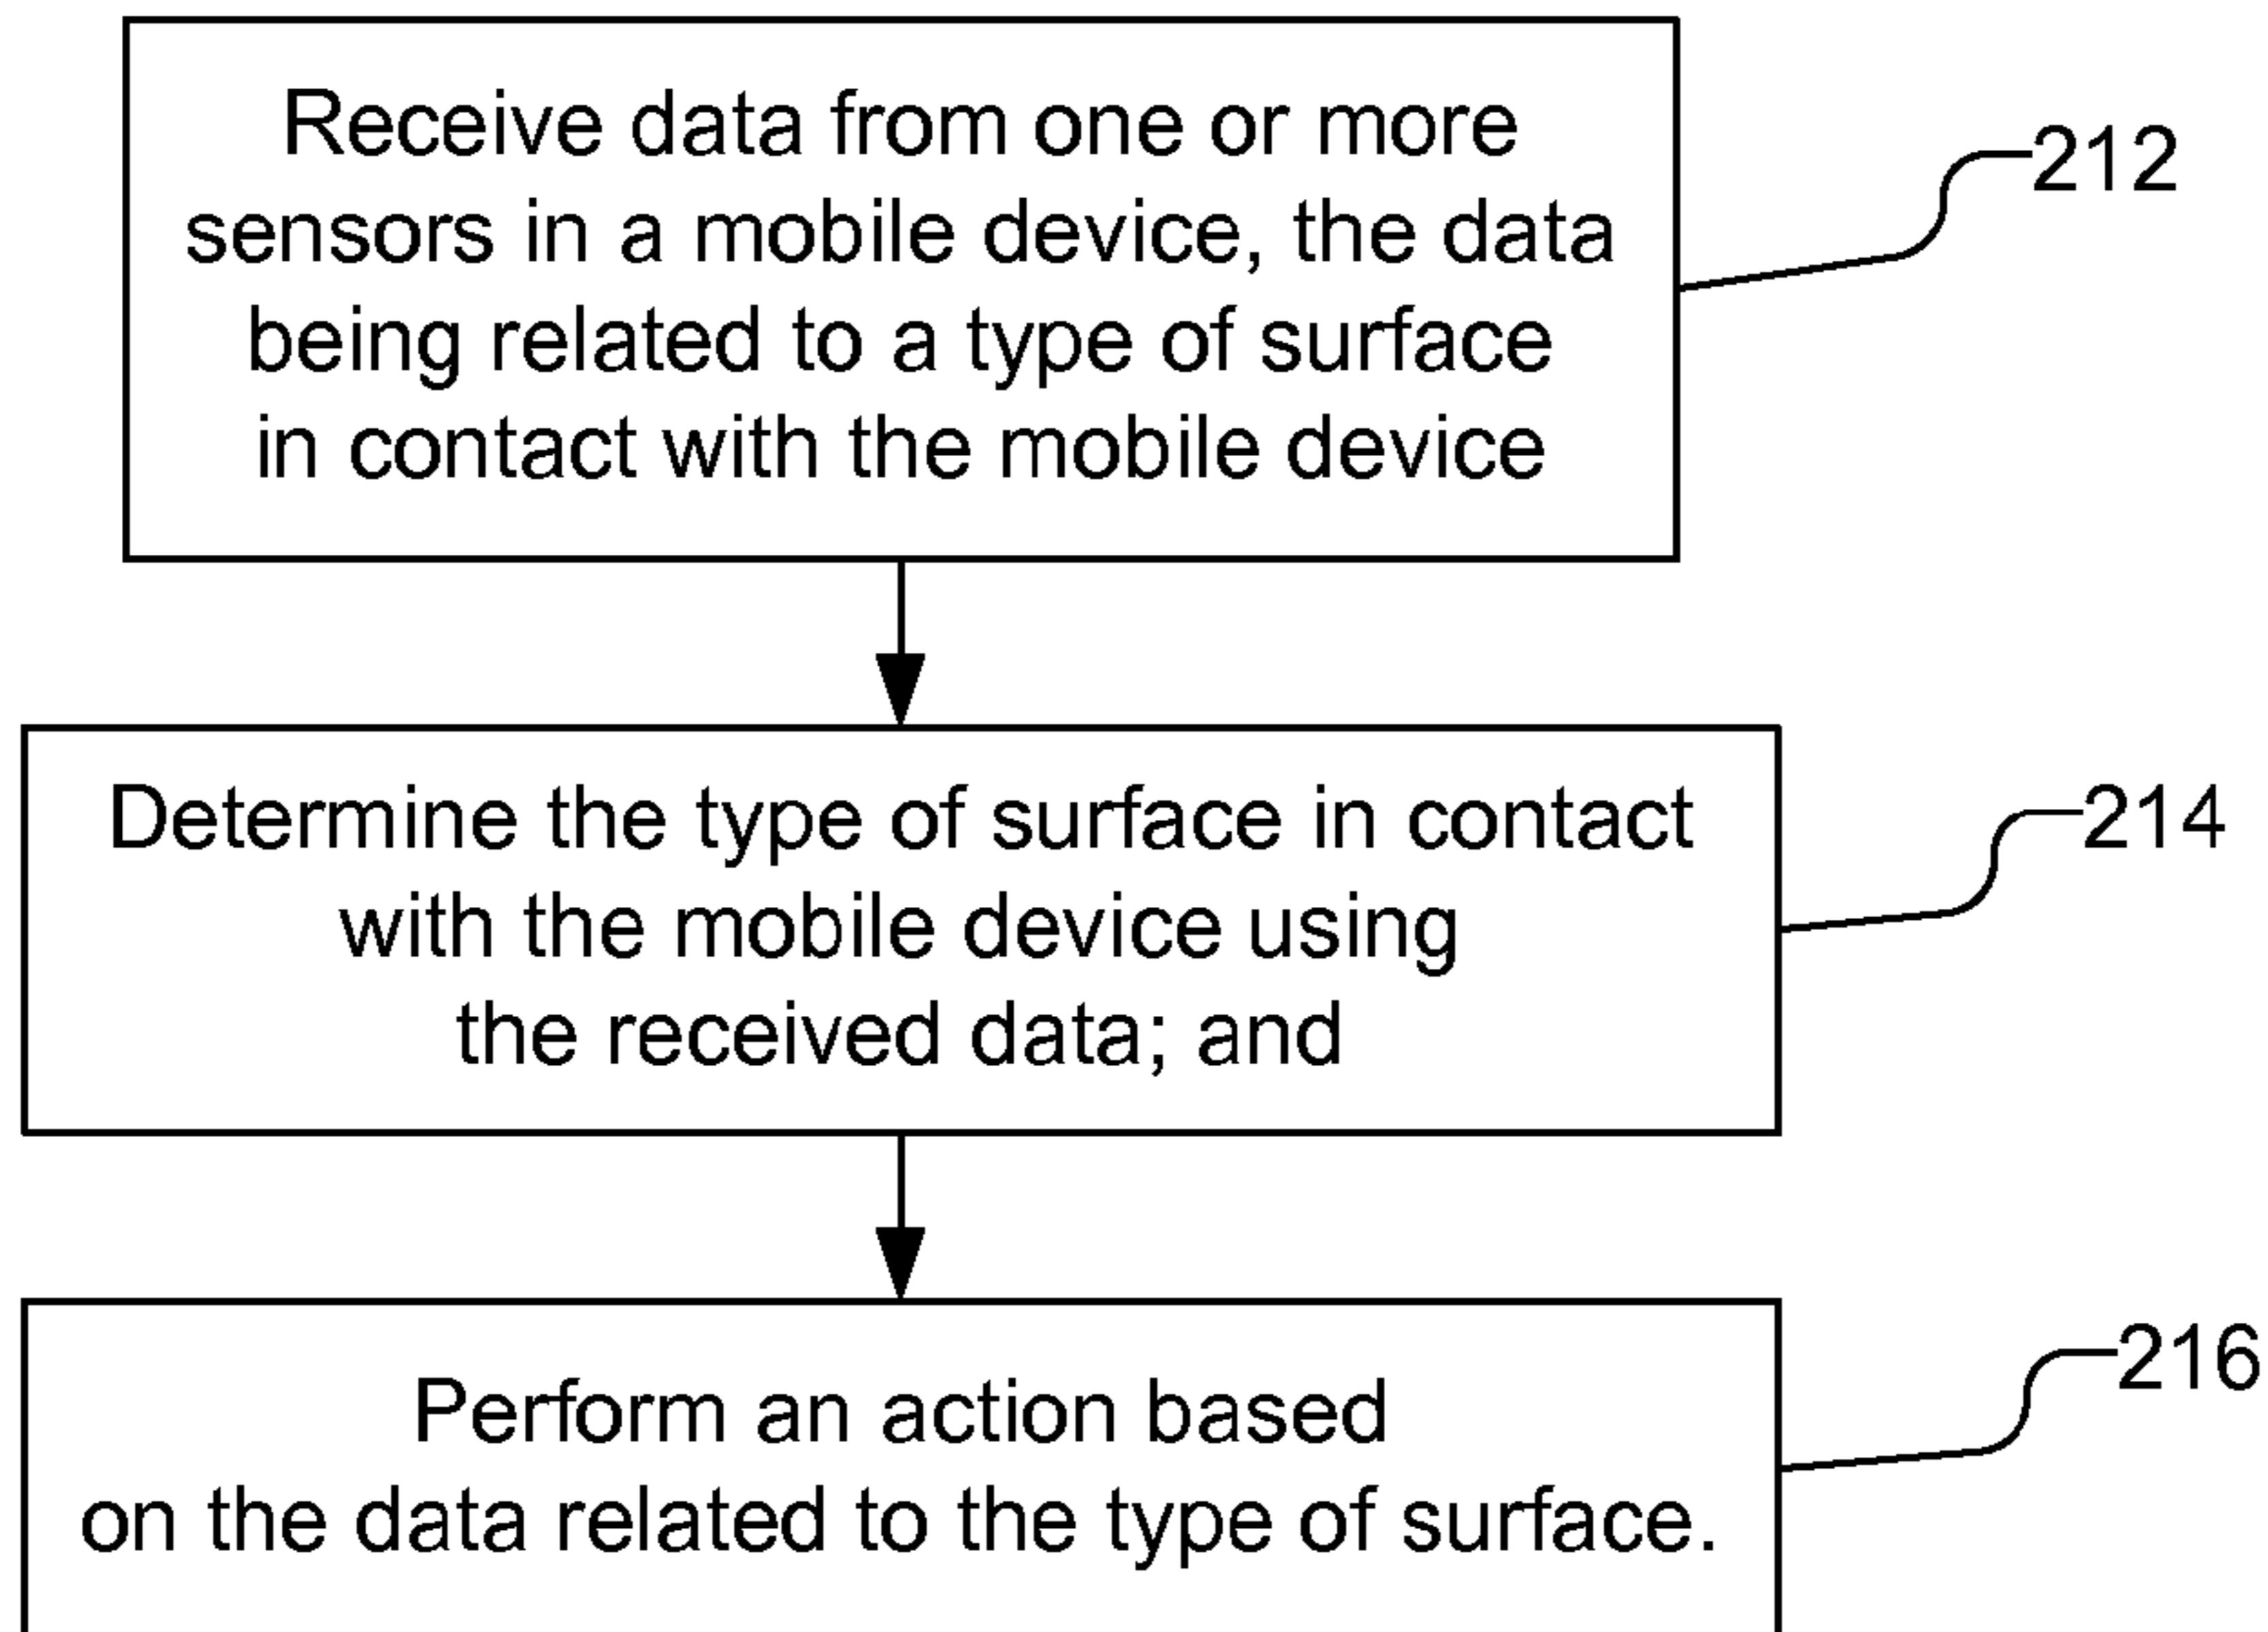 Receive data from one or more
sensors in a mobile device, the data
being related to a type of surface
in contact with the mobile device
212
Determine the type of surface in contact
with the mobile device using
the received data; and
214
Perform an action based
on the data related to the type of surface.
216